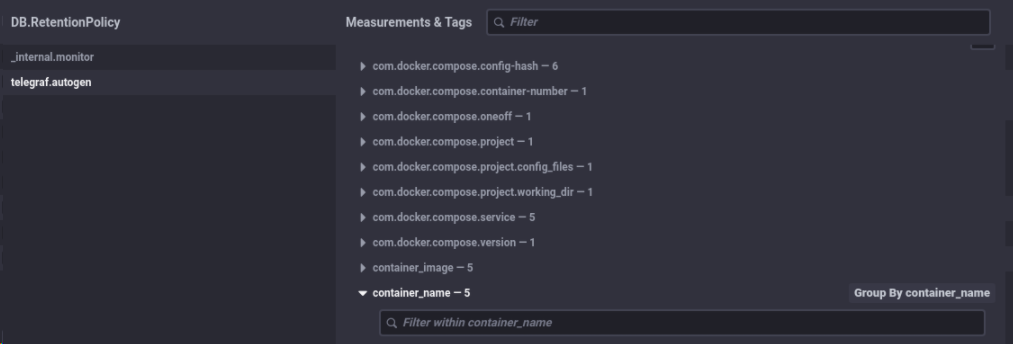 DB.RetentionPolicy
_internal.monitor
telegraf.autogen
Measurements & Tags
Filter
com.docker.compose.config-hash — 6
com.docker.compose.container-number — 1
com.docker.compose.oneoff — 1
com.docker.compose.project — 1
com.docker.compose.project.config_files — 1
com.docker.compose.project.working_dir — 1
com.docker.compose.service — 5
com.docker.compose.version — 1
container_image — 5
container_name — 5
Group By container_name
Filter within container_name